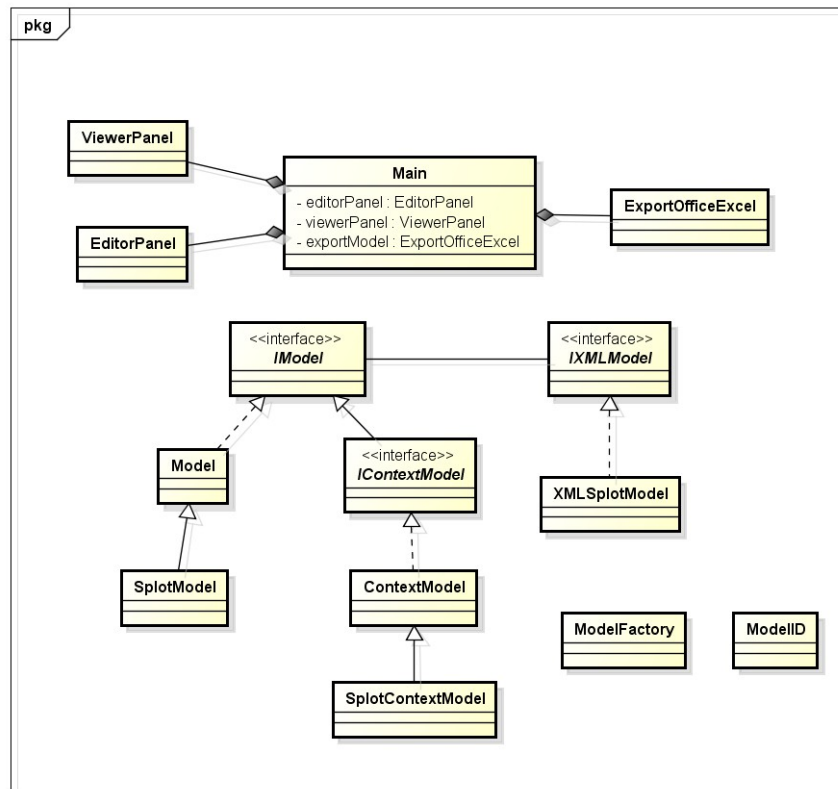 pkg
ViewerPanel
Main
- editorPanel : EditorPanel
- viewerPanel : ViewerPanel
- exportModel : ExportOfficeExcel
ExportOfficeExcel
EditorPanel
<<interface>>
IModel
<<interface>>
IXMLModel
Model
<<interface>>
IContextModel
XMLSplotModel
SplotModel
ContextModel
ModelFactory
ModelID
SplotContextModel